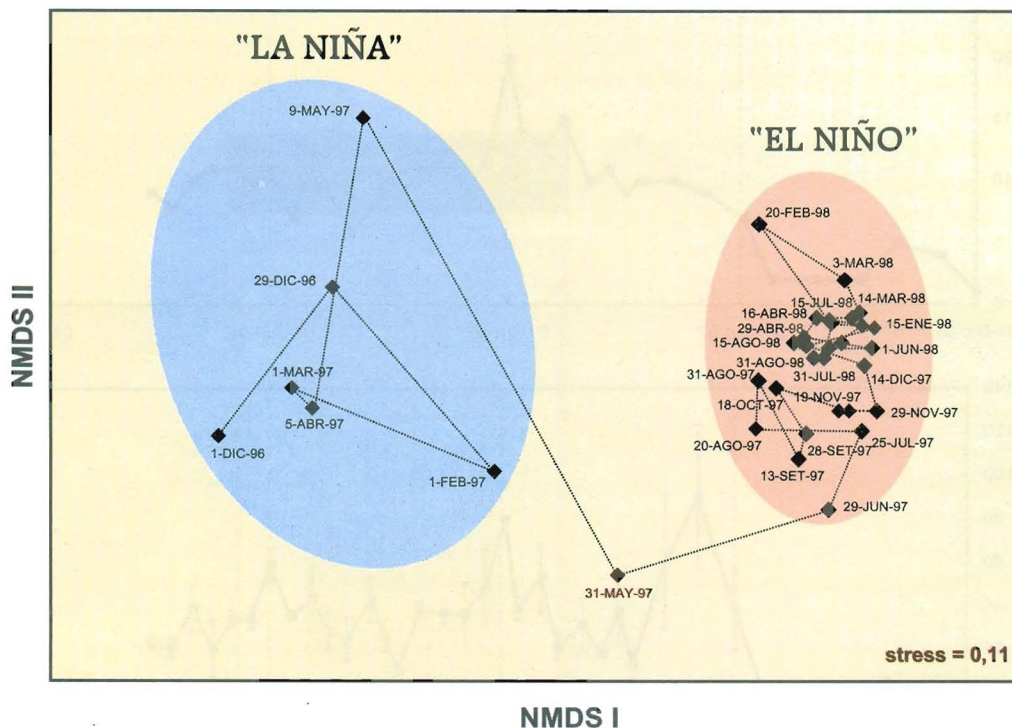 "LA NIÑA"
"EL NIÑO"
9-MAY-97
29-DIC-96
1-MAR-97
5-ABR-97
1-DIC-96
1-FEB-97
31-MAY-97
20-FEB-98
3-MAR-98
15-JUL-98
14-MAR-98
16-ABR-98
15-ENE-98
29-ABR-98
15-AGO-98
1-JUN-98
31-AGO-98
31-JUL-98
14-DIC-97
31-AGO-97
19-NOV-97
18-OCT-97
29-NOV-97
20-AGO-97
28-SET-97
25-JUL-97
13-SET-97
29-JUN-97
stress = 0,11
NMDS II
NMDS I